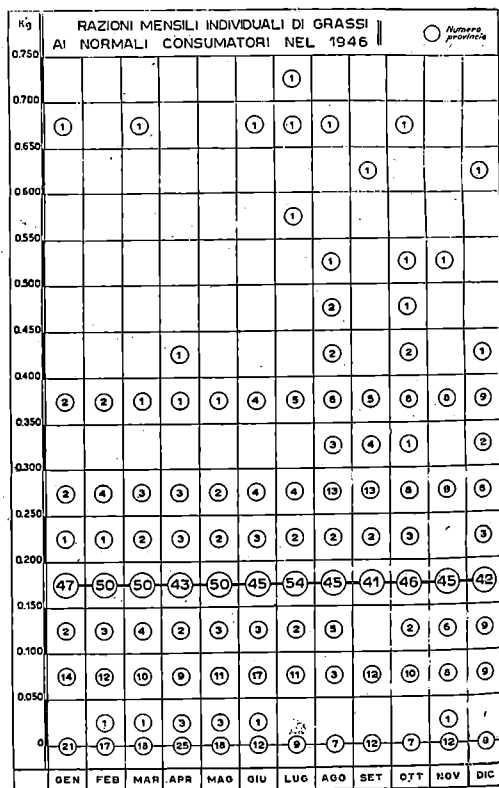 Kg
RAZIONI MENSILI INDIVIDUALI DI GRASSI
AI NORMALI CONSUMATORI NEL 1946
Numero
provincie
0.750
1
0.700
1 1 1 1 1 1
0.650
1 1
0.600
1
0.550
1 1 1
0.500
2 1
0.450
1 2 2 1
0.400
2 2 1 1 1 4 5 6 5 6 8 9
0.350
3 4 1 2
0.300
2 4 3 3 2 4 4 13 13 8 8 6
0.250
1 1 2 3 2 3 2 2 2 3 3
0.200
47 50 50 43 50 45 54 45 41 46 45 42
0.150
2 3 4 2 3 3 2 5 2 6 9
0.100
14 12 10 9 11 17 11 3 12 10 8 9
0.050
1 1 3 3 1 1
0 21 17 18 25 18 12 9 7 12 7 12 8
GEN FEB MAR APR MAG GIU LUG AGO SET OTT NOV DIC